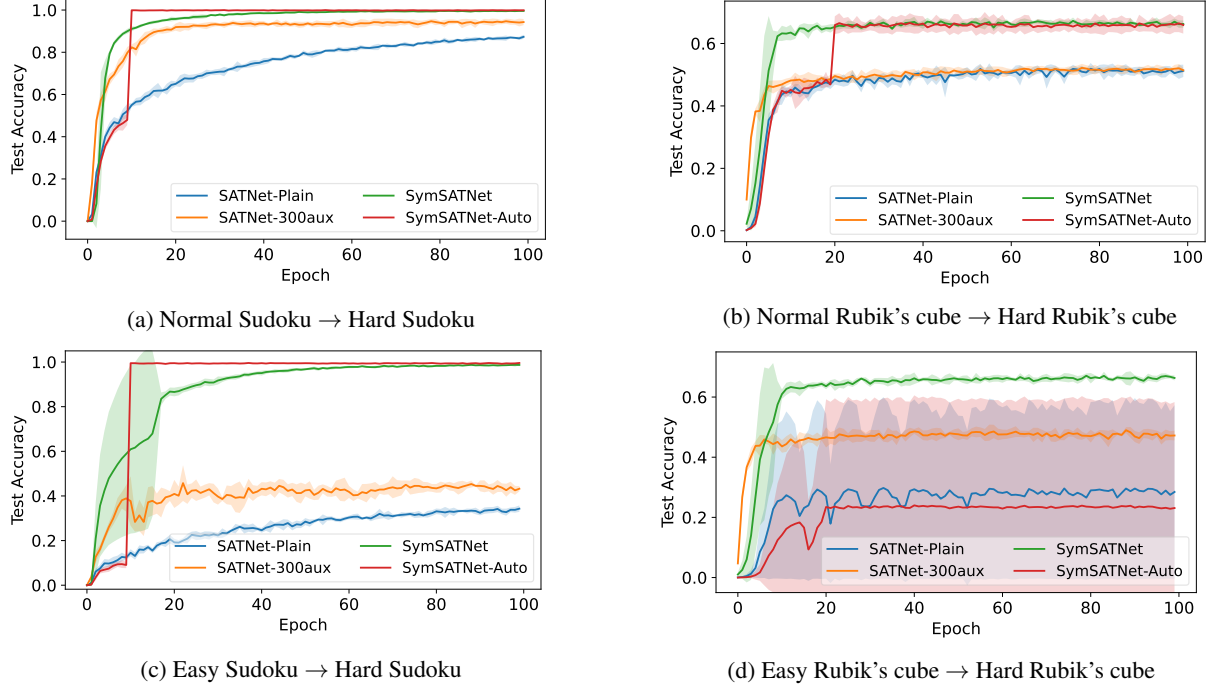 1.0
0.8
0.6
0.4
0.2
0.0
Test Accuracy
0 20 40 60 80 100
Epoch
SATNet-Plain SymSATNet
SATNet-300aux SymSATNet-Auto
(a) Normal Sudoku → Hard Sudoku
0.6
0.4
0.2
0.0
Test Accuracy
0 20 40 60 80 100
Epoch
SATNet-Plain SymSATNet
SATNet-300aux SymSATNet-Auto
(b) Normal Rubik's cube → Hard Rubik's cube
1.0
0.8
0.6
0.4
0.2
0.0
Test Accuracy
0 20 40 60 80 100
Epoch
SATNet-Plain SymSATNet
SATNet-300aux SymSATNet-Auto
(c) Easy Sudoku → Hard Sudoku
0.6
0.4
0.2
0.0
Test Accuracy
0 20 40 60 80 100
Epoch
SATNet-Plain SymSATNet
SATNet-300aux SymSATNet-Auto
(d) Easy Rubik's cube → Hard Rubik's cube